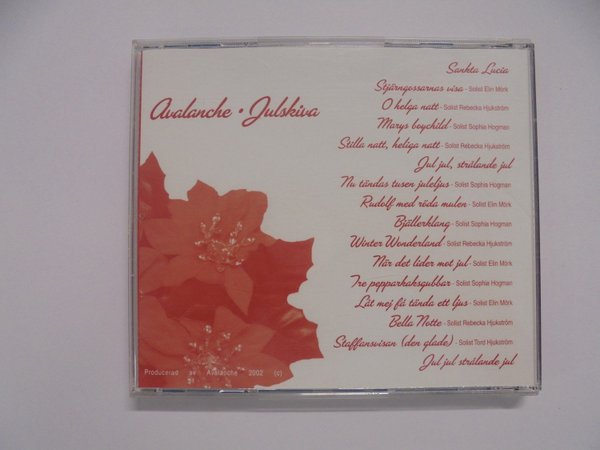 Avalanche • Julskiva
Sankta Lucia
Stjärngossarnas visa - Solist Elin Mörk
O helga natt - Solist Rebecka Hjukström
Marys boychild - Solist Sophia Hogman
Stilla natt, heliga natt - Solist Rebecka Hjukström
Jul jul, strålande jul
Nu tändas tusen juleljus - Solist Sophia Hogman
Rudolf med röda mulen - Solist Elin Mörk
Bjällerklang - Solist Sophia Hogman
Winter Wonderland - Solist Rebecka Hjukström
När det lider mot jul - Solist Elin Mörk
Tre pepparkaksgubbar - Solist Sophia Hogman
Låt mej få tända ett ljus - Solist Elin Mörk
Bella Notte - Solist Rebecka Hjukström
Staffansvisan (den glade) - Solist Tord Hjukström
Jul jul strålande jul
Producerad av Avalanche 2002 (c)